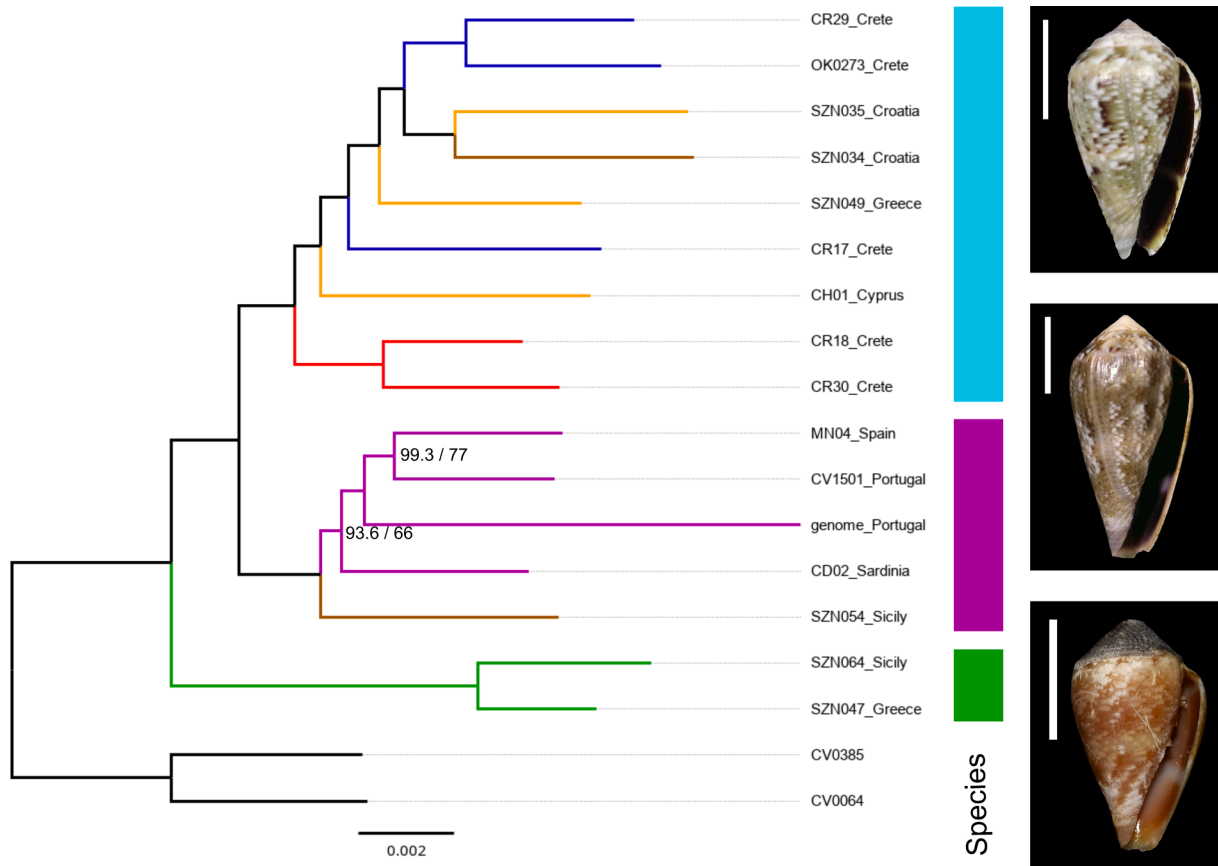 CR29_Crete
OK0273_Crete
SZN035_Croatia
SZN034_Croatia
SZN049_Greece
CR17_Crete
CH01_Cyprus
CR18_Crete
CR30_Crete
MN04_Spain
99.3 / 77
CV1501_Portugal
genome_Portugal
93.6 / 66
CD02_Sardinia
SZN054_Sicily
SZN064_Sicily
SZN047_Greece
CV0385
CV0064
Species
0.002